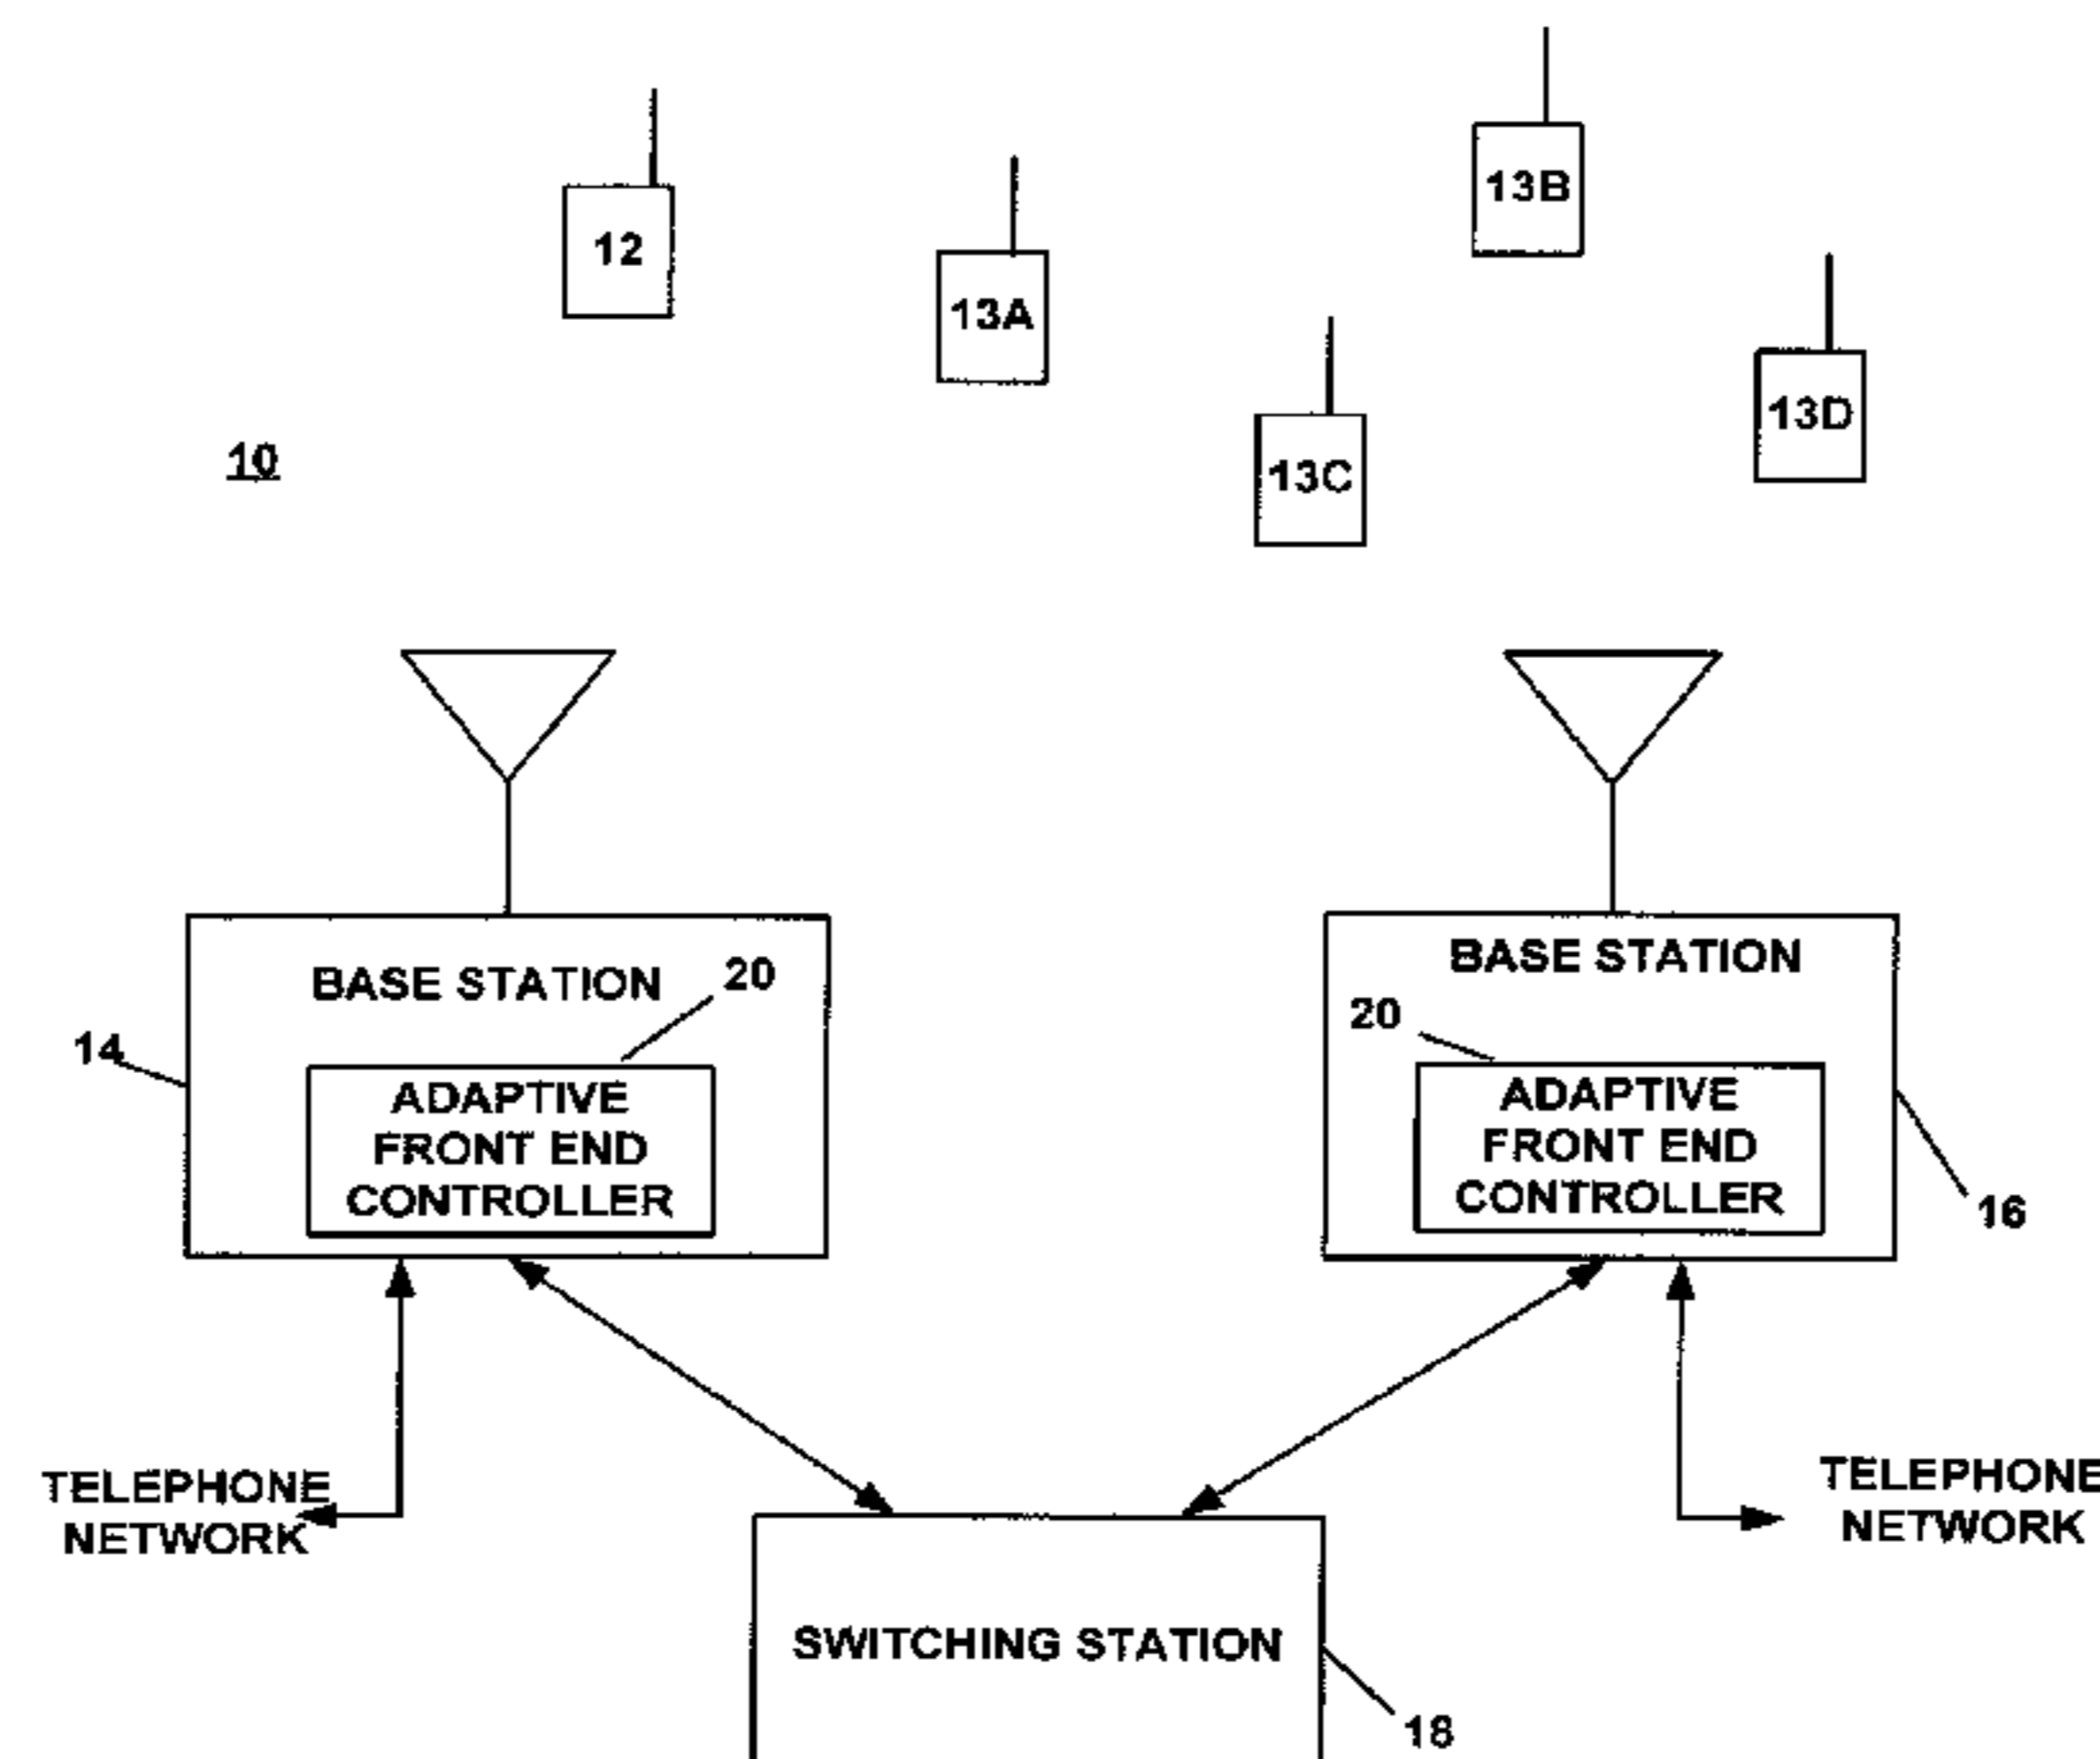 13B
12
13A
13D
10
13C
BASE STATION
20
14
ADAPTIVE
FRONT END
CONTROLLER
BASE STATION
20
ADAPTIVE
FRONT END
CONTROLLER
16
TELEPHONE
NETWORK
TELEPHONE
NETWORK
SWITCHING STATION
18